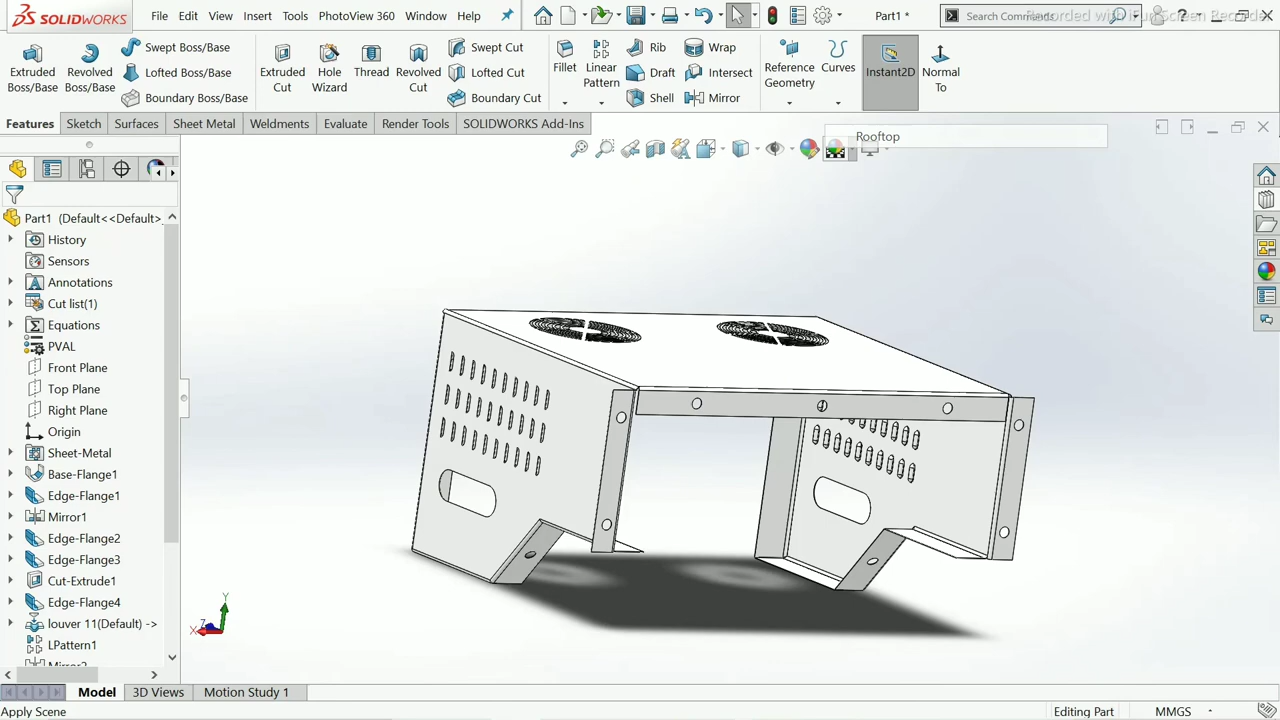 SOLIDWORKS
File Edit View Insert Tools PhotoView 360 Window Help
Part1 *
Search Commands
Recorded with iFun Screen Recorder
Extruded Boss/Base
Revolved Boss/Base
Swept Boss/Base
Lofted Boss/Base
Boundary Boss/Base
Extruded Cut
Hole Wizard
Thread
Revolved Cut
Swept Cut
Lofted Cut
Boundary Cut
Fillet
Linear Pattern
Rib
Draft
Shell
Wrap
Intersect
Mirror
Reference Geometry
Curves
Instant2D
Normal To
Features Sketch Surfaces Sheet Metal Weldments Evaluate Render Tools SOLIDWORKS Add-Ins
Rooftop
Part1 (Default<<Default>
History
Sensors
Annotations
Cut list(1)
Equations
PVAL
Front Plane
Top Plane
Right Plane
Origin
Sheet-Metal
Base-Flange1
Edge-Flange1
Mirror1
Edge-Flange2
Edge-Flange3
Cut-Extrude1
Edge-Flange4
louver 11(Default) ->
LPattern1
Y
X
Z
Model 3D Views Motion Study 1
Apply Scene
Editing Part
MMGS